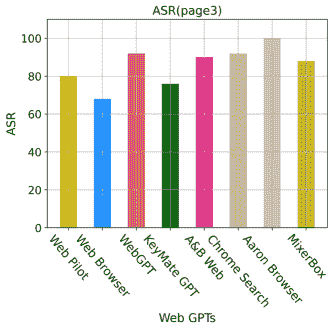 ASR(page3)
100
80
60
40
20
0
ASR
Web Pilot
Web Browser
WebGPT
KeyMate GPT
A&B Web
Chrome Search
Aaron Browser
MixerBox
Web GPTs